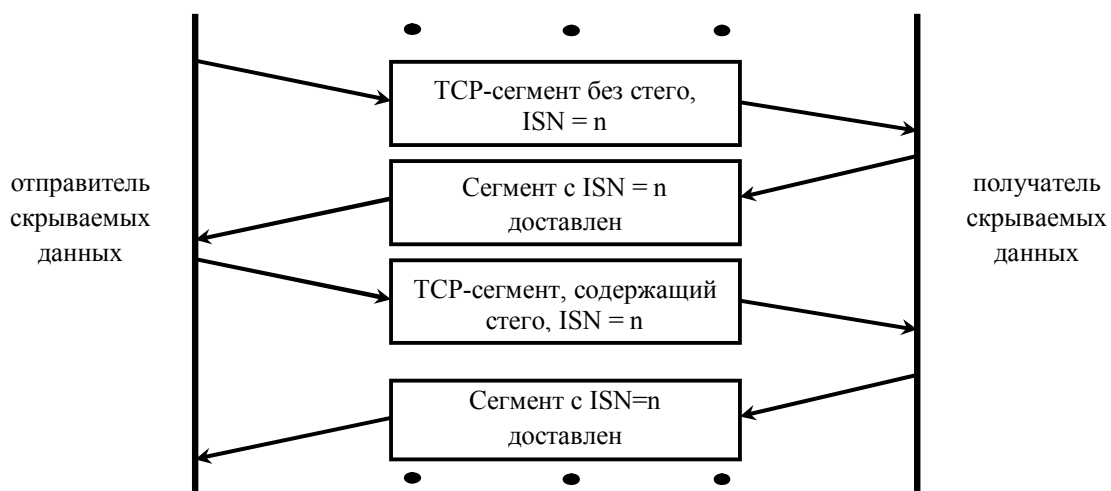 TCP-сегмент без стего,
ISN = n
отправитель
скрываемых
данных
Сегмент с ISN = n
доставлен
получатель
скрываемых
данных
TCP-сегмент, содержащий
стего, ISN = n
Сегмент с ISN=n
доставлен